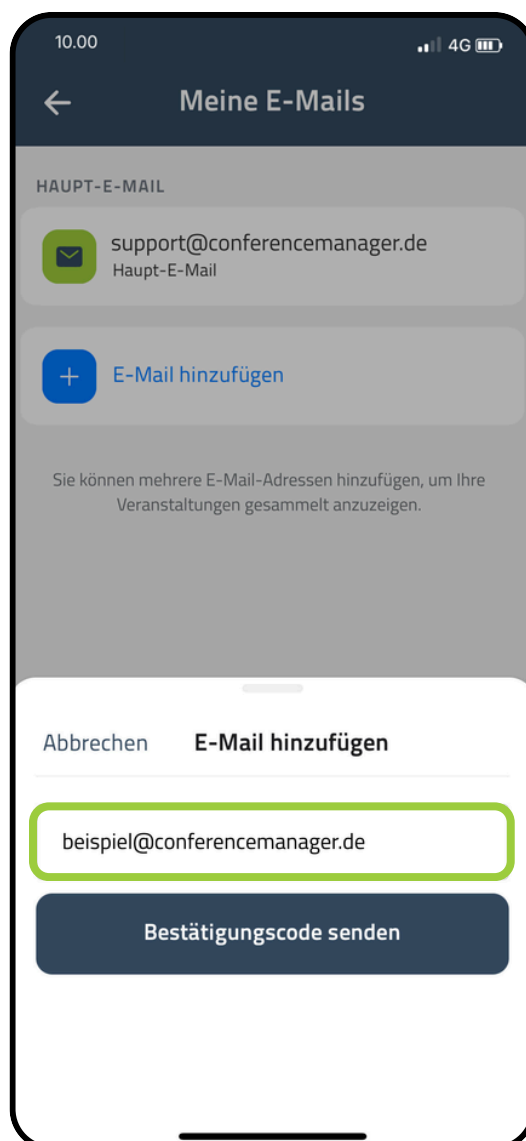 10.00
4G
Meine E-Mails
HAUPT-E-MAIL
support@conferencemanager.de
Haupt-E-Mail
E-Mail hinzufügen
Sie können mehrere E-Mail-Adressen hinzufügen, um Ihre
Veranstaltungen gesammelt anzuzeigen.
Abbrechen E-Mail hinzufügen
beispiel@conferencemanager.de
Bestätigungscode senden